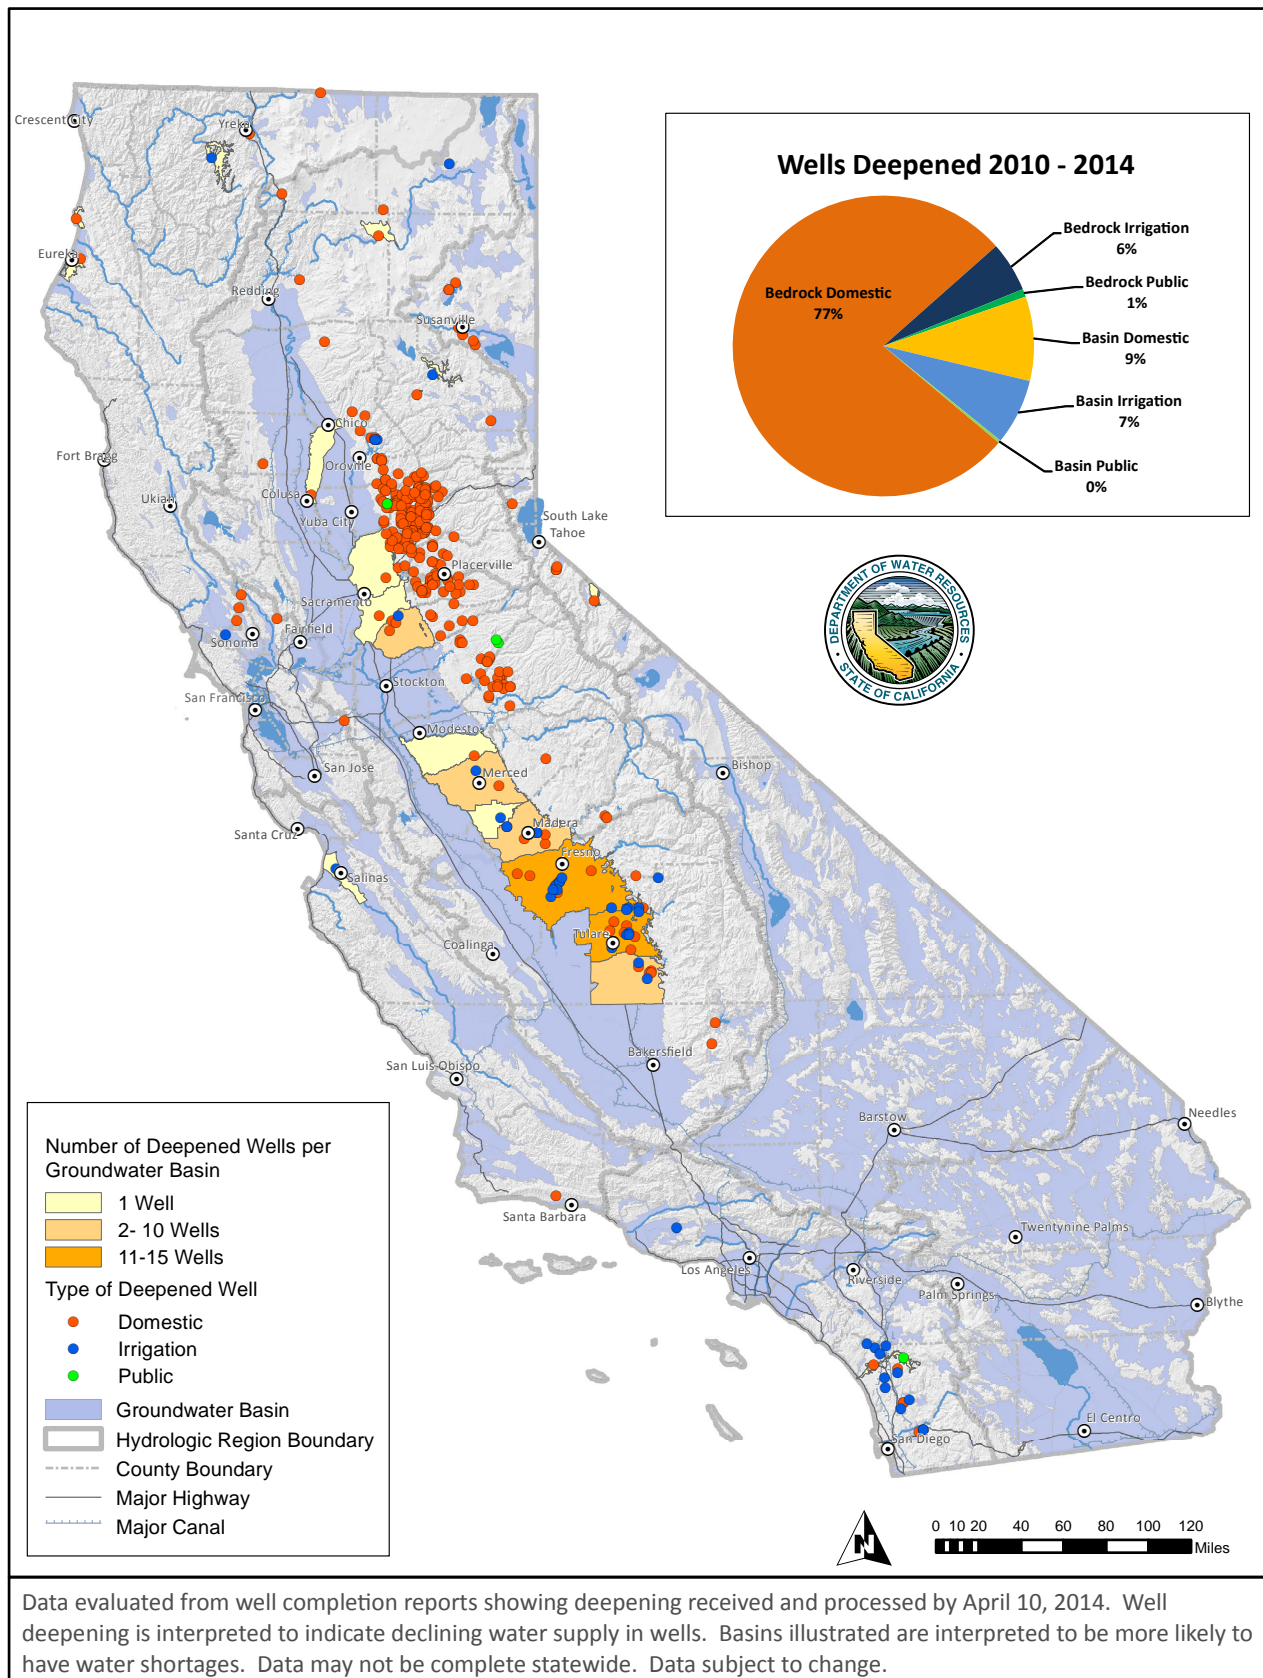 Wells Deepened 2010 - 2014
Bedrock Irrigation
6%
Bedrock Domestic
77%
Bedrock Public
1%
Basin Domestic
9%
Basin Irrigation
7%
Basin Public
0%
Crescent City
Yreka
Eureka
Redding
Susanville
Chico
Fort Bragg
Oroville
Ukiah
Colusa
Yuba City
South Lake
Tahoe
Placerville
Sacramento
Sonoma
Fairfield
DEPARTMENT OF WATER RESOURCES
STATE OF CALIFORNIA
Stockton
San Francisco
Modesto
San Jose
Merced
Bishop
Santa Cruz
Madera
Fresno
Salinas
Tulare
Coalinga
Bakersfield
San Luis Obispo
Barstow
Needles
Santa Barbara
Twentynine Palms
Los Angeles
Riverside
Palm Springs
Blythe
El Centro
San Diego
Number of Deepened Wells per
Groundwater Basin
1 Well
2- 10 Wells
11-15 Wells
Type of Deepened Well
Domestic
Irrigation
Public
Groundwater Basin
Hydrologic Region Boundary
County Boundary
Major Highway
Major Canal
N
0 10 20 40 60 80 100 120
Miles
Data evaluated from well completion reports showing deepening received and processed by April 10, 2014. Well
deepening is interpreted to indicate declining water supply in wells. Basins illustrated are interpreted to be more likely to
have water shortages. Data may not be complete statewide. Data subject to change.